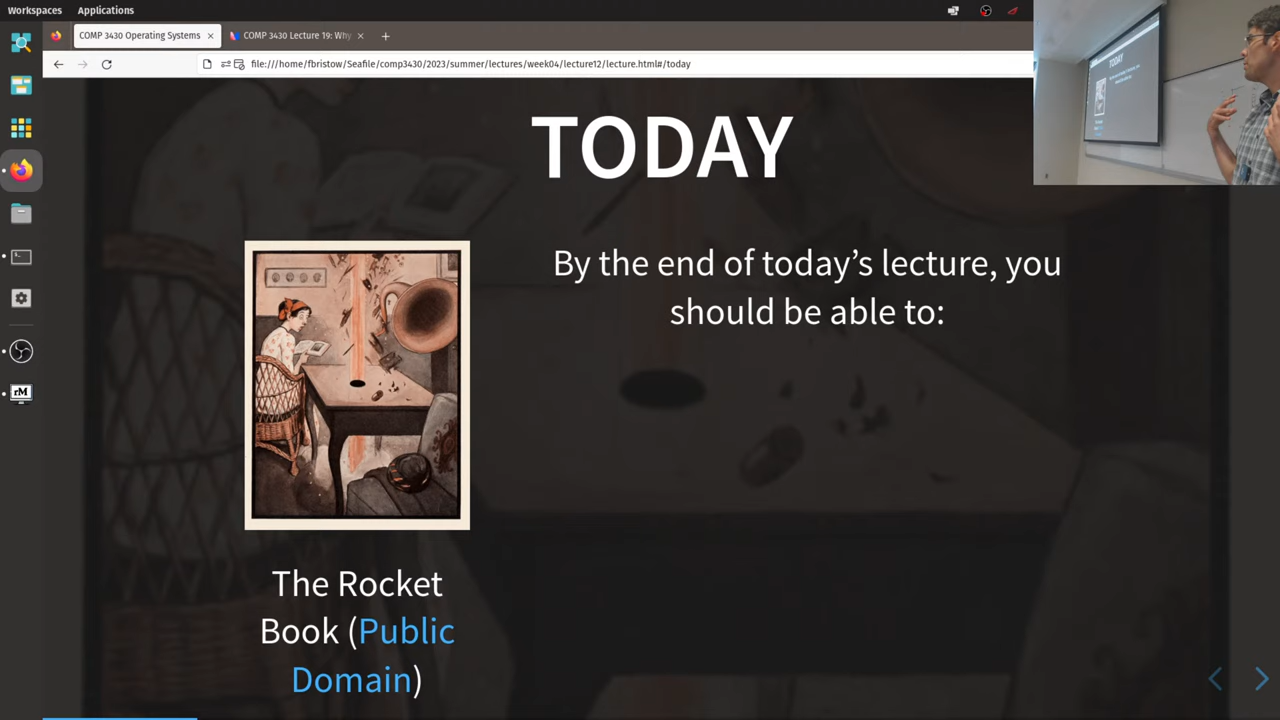 Workspaces
Applications
COMP 3430 Operating Systems
COMP 3430 Lecture 19: Why
file:///home/fbristow/Seafile/comp3430/2023/summer/lectures/week04/lecture12/lecture.html#/today
TODAY
By the end of today’s lecture, you
should be able to:
The Rocket
Book (Public
Domain)
rM
TODAY